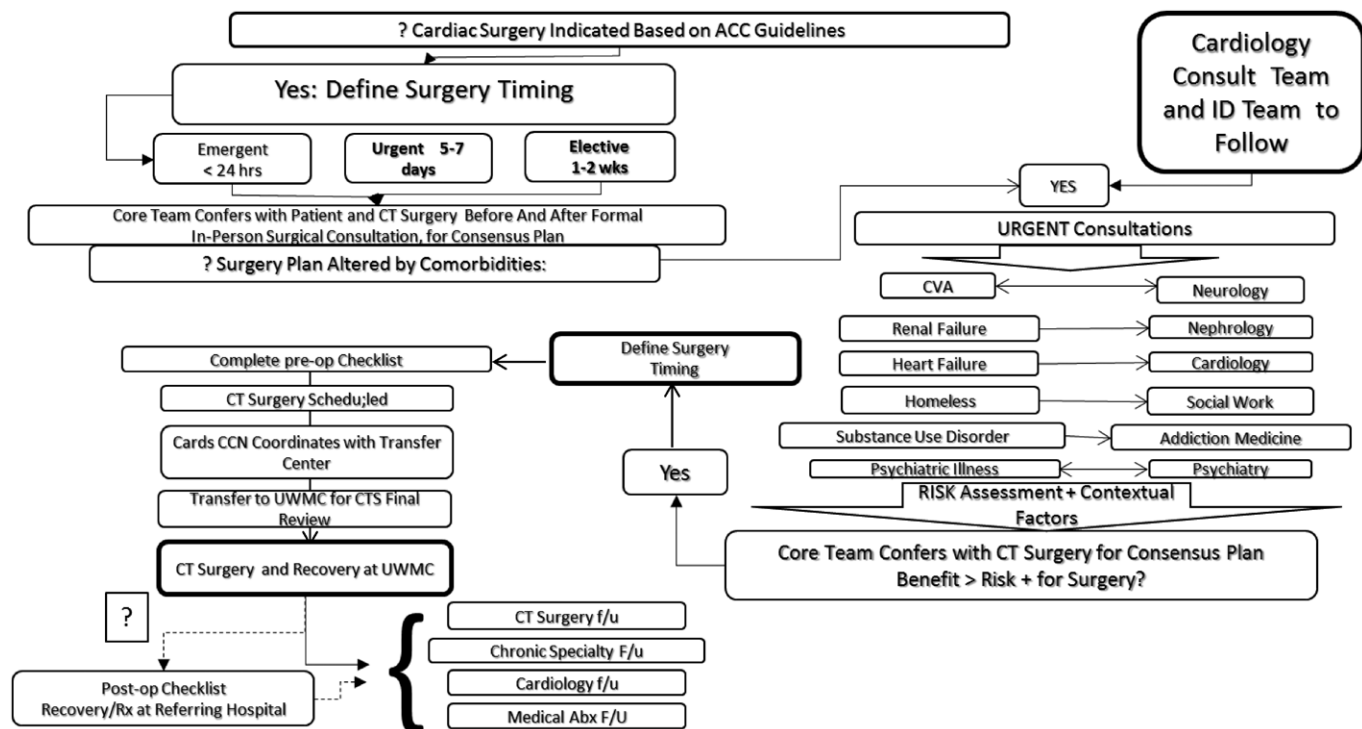 ? Cardiac Surgery Indicated Based on ACC Guidelines
Cardiology
Consult Team
and ID Team to
Follow
Yes: Define Surgery Timing
Emergent
< 24 hrs
Urgent 5-7
days
Elective
1-2 wks
YES
Core Team Confers with Patient and CT Surgery Before And After Formal
In-Person Surgical Consultation, for Consensus Plan
? Surgery Plan Altered by Comorbidities:
URGENT Consultations
CVA
Neurology
Renal Failure
Nephrology
Heart Failure
Cardiology
Homeless
Social Work
Substance Use Disorder
Addiction Medicine
Psychiatric Illness
Psychiatry
RISK Assessment + Contextual
Factors
Core Team Confers with CT Surgery for Consensus Plan
Benefit > Risk + for Surgery?
Yes
Define Surgery
Timing
Complete pre-op Checklist
CT Surgery Schedu;led
Cards CCN Coordinates with Transfer
Center
Transfer to UWMC for CTS Final
Review
CT Surgery and Recovery at UWMC
?
Post-op Checklist
Recovery/Rx at Referring Hospital
CT Surgery f/u
Chronic Specialty F/u
Cardiology f/u
Medical Abx F/U